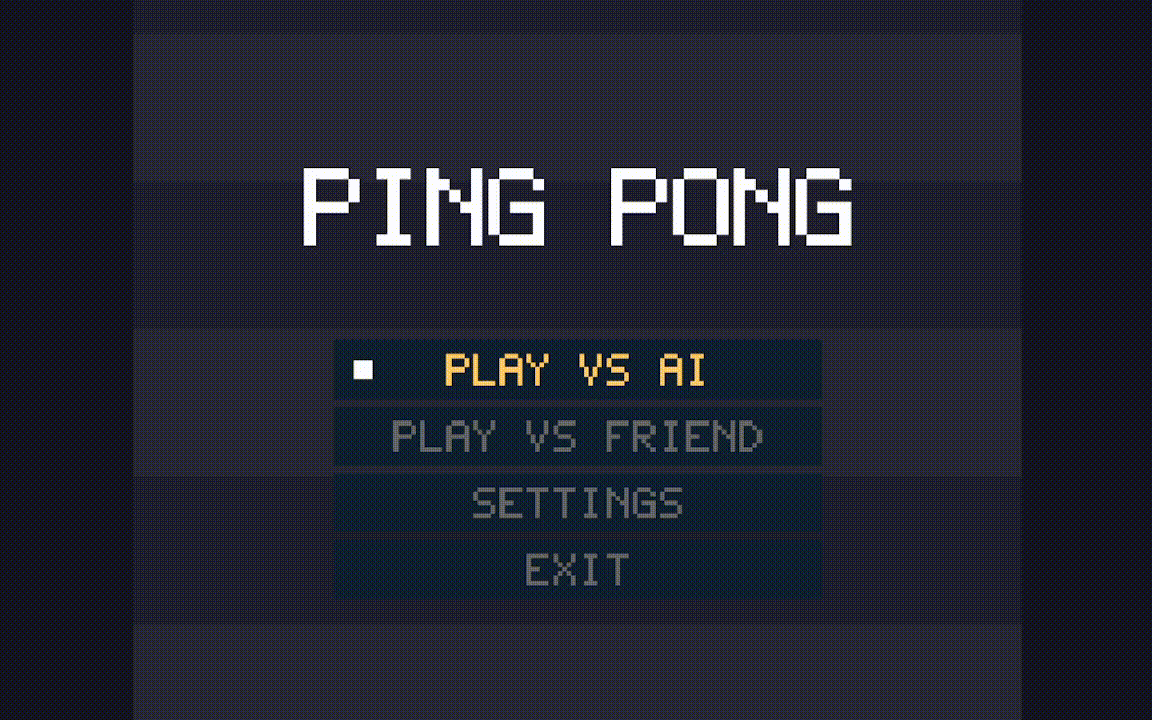 PING PONG
PLAY VS AI
PLAY VS FRIEND
SETTINGS
EXIT